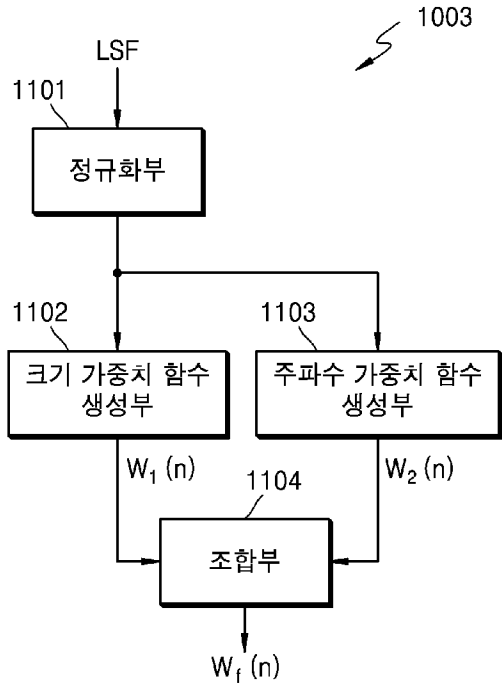 1003
LSF
1101
정규화부
1102
크기 가중치 함수
생성부
1103
주파수 가중치 함수
생성부
W₁ (n)
W₂ (n)
1104
조합부
W_f (n)